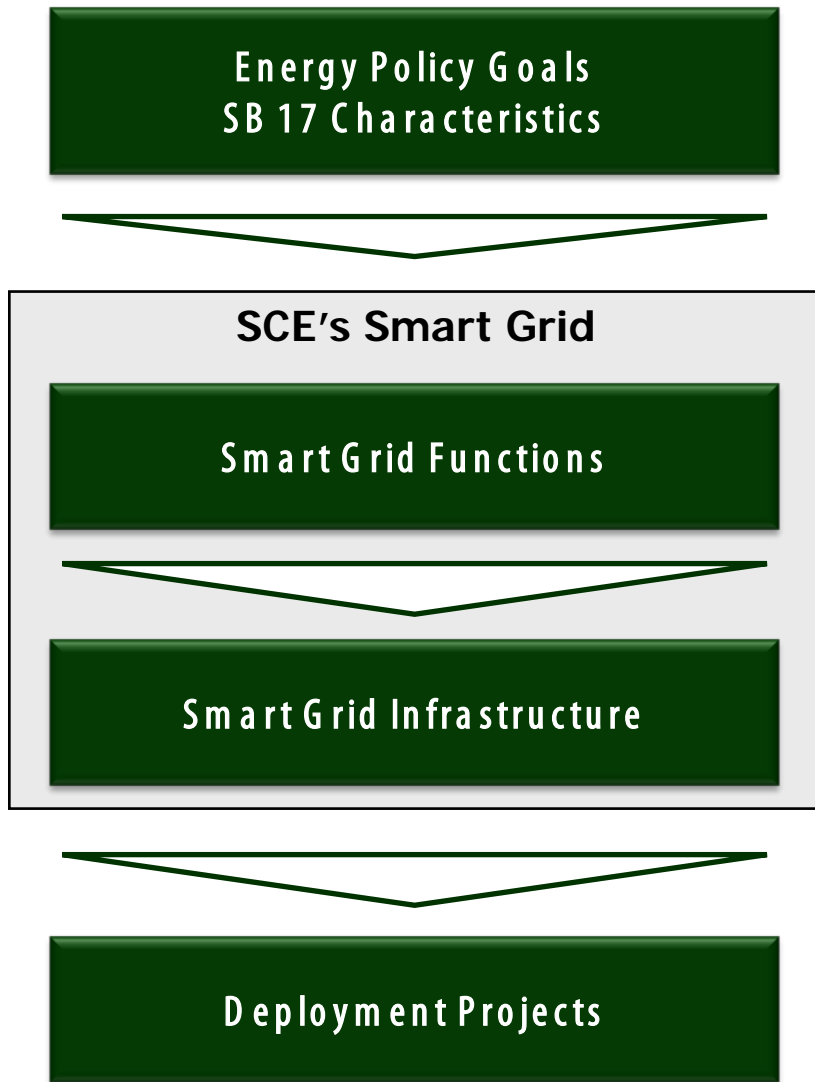 Energy Policy Goals
SB 17 Characteristics
SCE's Smart Grid
Smart Grid Functions
Smart Grid Infrastructure
Deployment Projects